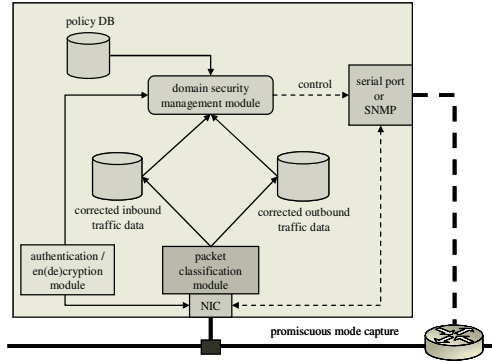 policy DB
domain security
management module
control
serial port
or
SNMP
corrected inbound
traffic data
corrected outbound
traffic data
authentication /
en(de)cryption
module
packet
classification
module
NIC
promiscuous mode capture